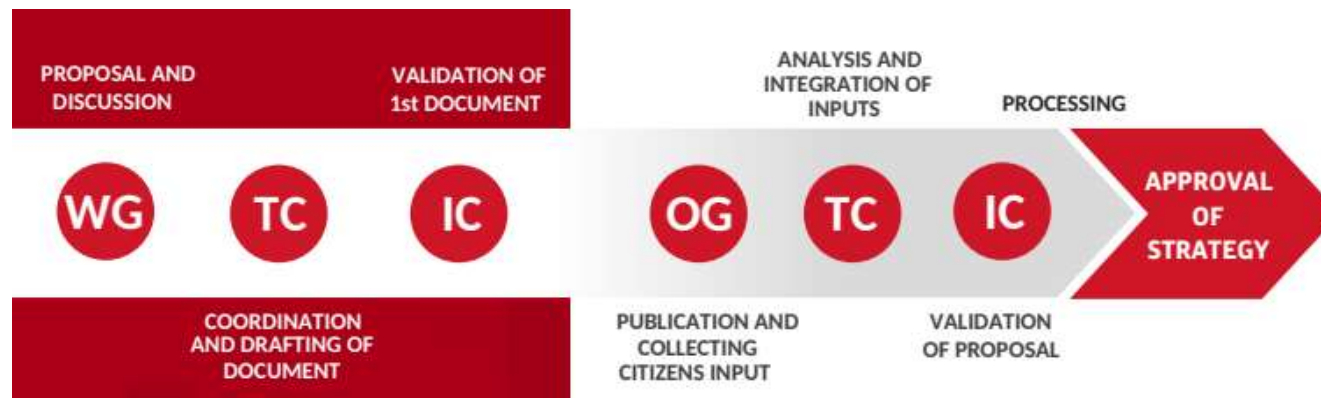 PROPOSAL AND
DISCUSSION
VALIDATION OF
1st DOCUMENT
ANALYSIS AND
INTEGRATION OF
INPUTS
PROCESSING
WG
TC
IC
OG
TC
IC
APPROVAL
OF
STRATEGY
COORDINATION
AND DRAFTING OF
DOCUMENT
PUBLICATION AND
COLLECTING
CITIZENS INPUT
VALIDATION
OF PROPOSAL